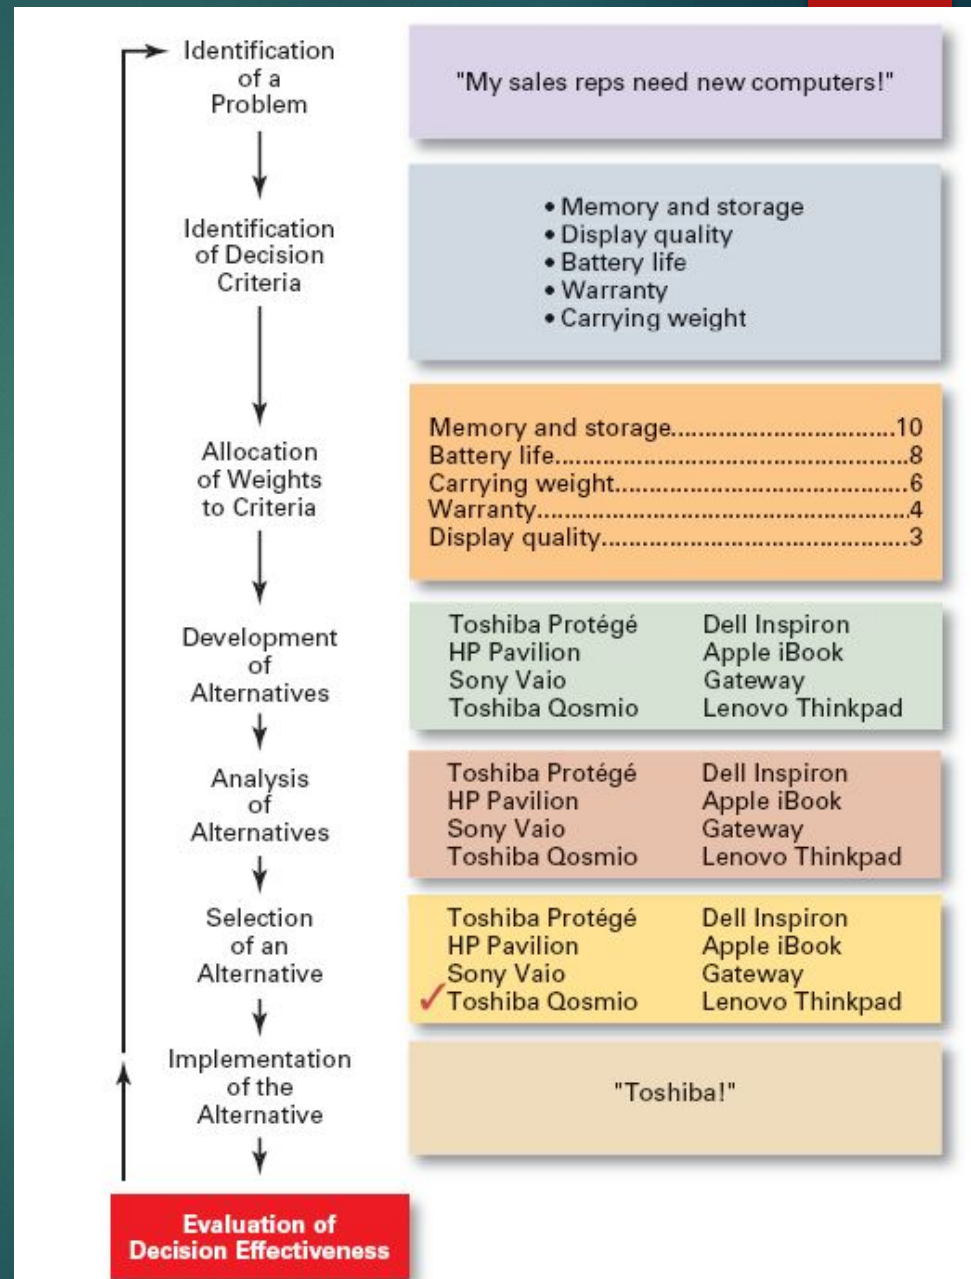 Identification
of a
Problem
"My sales reps need new computers!"
Identification
of Decision
Criteria
• Memory and storage
• Display quality
• Battery life
• Warranty
• Carrying weight
Allocation
of Weights
to Criteria
Memory and storage.................................10
Battery life....................................................8
Carrying weight...........................................6
Warranty.......................................................4
Display quality.............................................3
Development
of
Alternatives
Toshiba Protégé Dell Inspiron
HP Pavilion Apple iBook
Sony Vaio Gateway
Toshiba Qosmio Lenovo Thinkpad
Analysis
of
Alternatives
Toshiba Protégé Dell Inspiron
HP Pavilion Apple iBook
Sony Vaio Gateway
Toshiba Qosmio Lenovo Thinkpad
Selection
of an
Alternative
Toshiba Protégé Dell Inspiron
HP Pavilion Apple iBook
Sony Vaio Gateway
✓Toshiba Qosmio Lenovo Thinkpad
Implementation
of the
Alternative
"Toshiba!"
Evaluation of
Decision Effectiveness